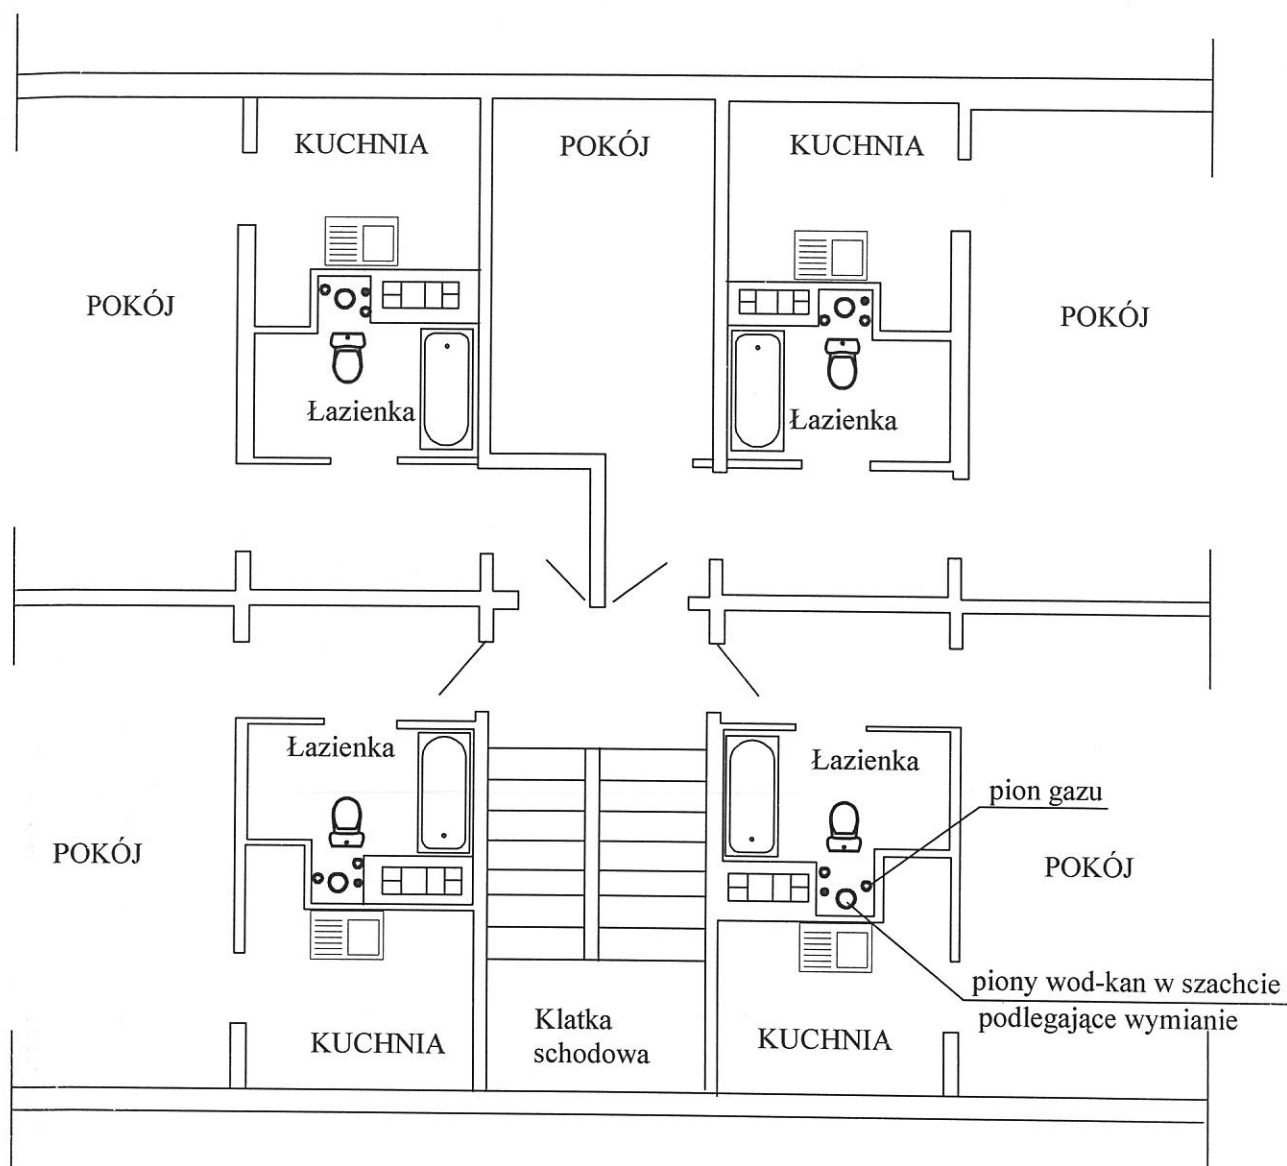 KUCHNIA
POKÓJ
KUCHNIA
POKÓJ
POKÓJ
Łazienka
Łazienka
Łazienka
Łazienka
pion gazu
POKÓJ
POKÓJ
piony wod-kan w szachcie
podlegające wymianie
Klatka
schodowa
KUCHNIA
KUCHNIA